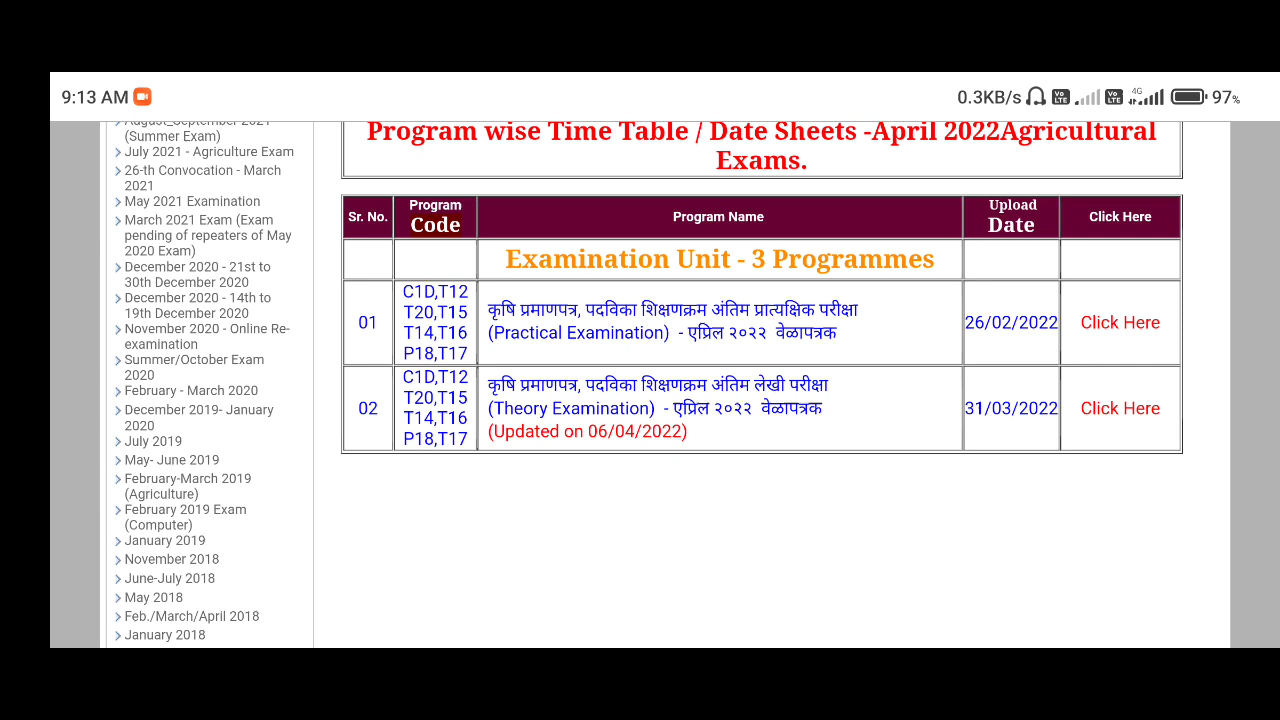 9:13 AM
0.3KB/s Vo LTE Vo LTE 4G 97%
August_September 2021
(Summer Exam)
July 2021 - Agriculture Exam
26-th Convocation - March
2021
May 2021 Examination
March 2021 Exam (Exam
pending of repeaters of May
2020 Exam)
December 2020 - 21st to
30th December 2020
December 2020 - 14th to
19th December 2020
November 2020 - Online Re-
examination
Summer/October Exam
2020
February - March 2020
December 2019- January
2020
July 2019
May- June 2019
February-March 2019
(Agriculture)
February 2019 Exam
(Computer)
January 2019
November 2018
June-July 2018
May 2018
Feb./March/April 2018
January 2018
Program wise Time Table / Date Sheets -April 2022Agricultural
Exams.
Sr. No. Program Code Program Name Upload Date Click Here
Examination Unit - 3 Programmes
01
C1D,T12
T20,T15
T14,T16
P18,T17
कृषि प्रमाणपत्र, पदविका शिक्षणक्रम अंतिम प्रात्यक्षिक परीक्षा
(Practical Examination) - एप्रिल २०२२ वेळापत्रक
26/02/2022
Click Here
02
C1D,T12
T20,T15
T14,T16
P18,T17
कृषि प्रमाणपत्र, पदविका शिक्षणक्रम अंतिम लेखी परीक्षा
(Theory Examination) - एप्रिल २०२२ वेळापत्रक
(Updated on 06/04/2022)
31/03/2022
Click Here